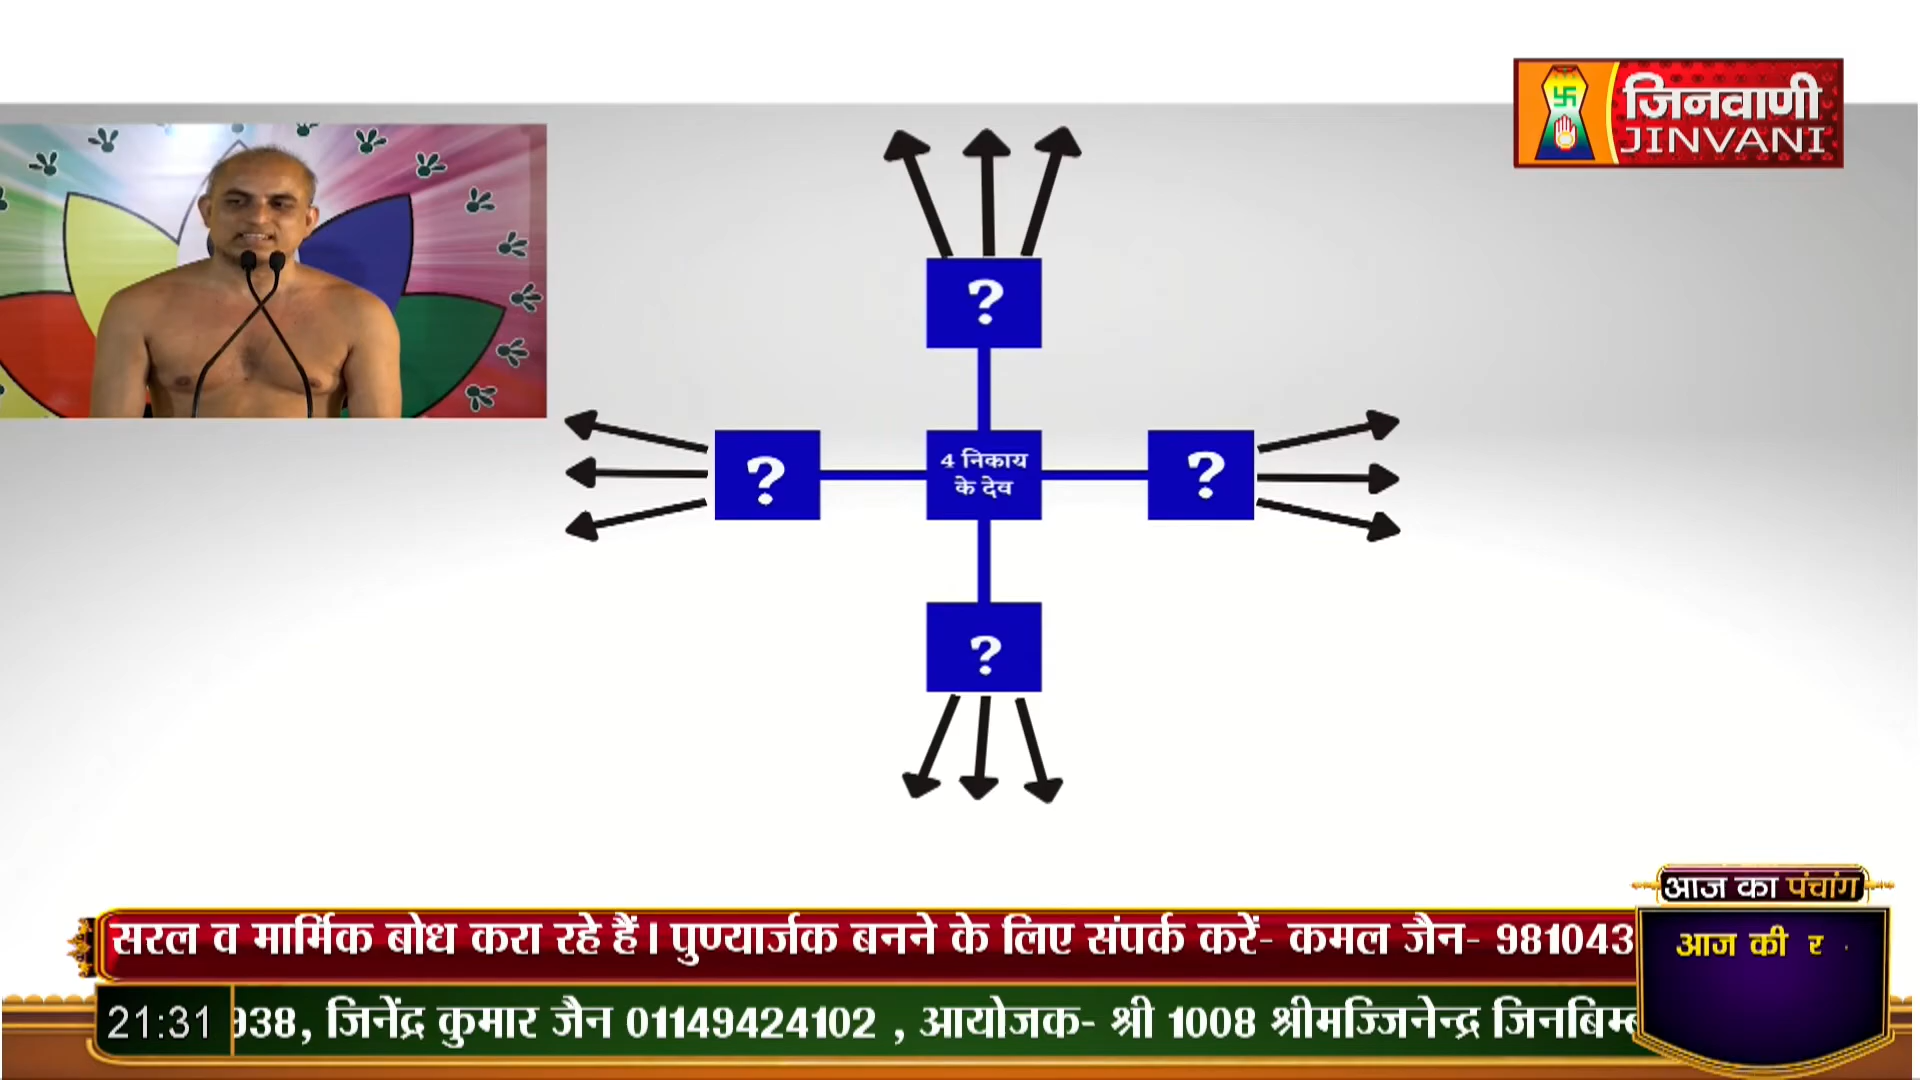 जिनवाणी
JINVANI
?
?
4 निकाय
के देव
?
?
आज का पंचांग
आज की र
सरल व मार्मिक बोध करा रहे हैं। पुण्यार्जक बनने के लिए संपर्क करें- कमल जैन- 981043
21:31
938, जिनेंद्र कुमार जैन 01149424102 , आयोजक- श्री 1008 श्रीमज्जिनेन्द्र जिनबिम्ब